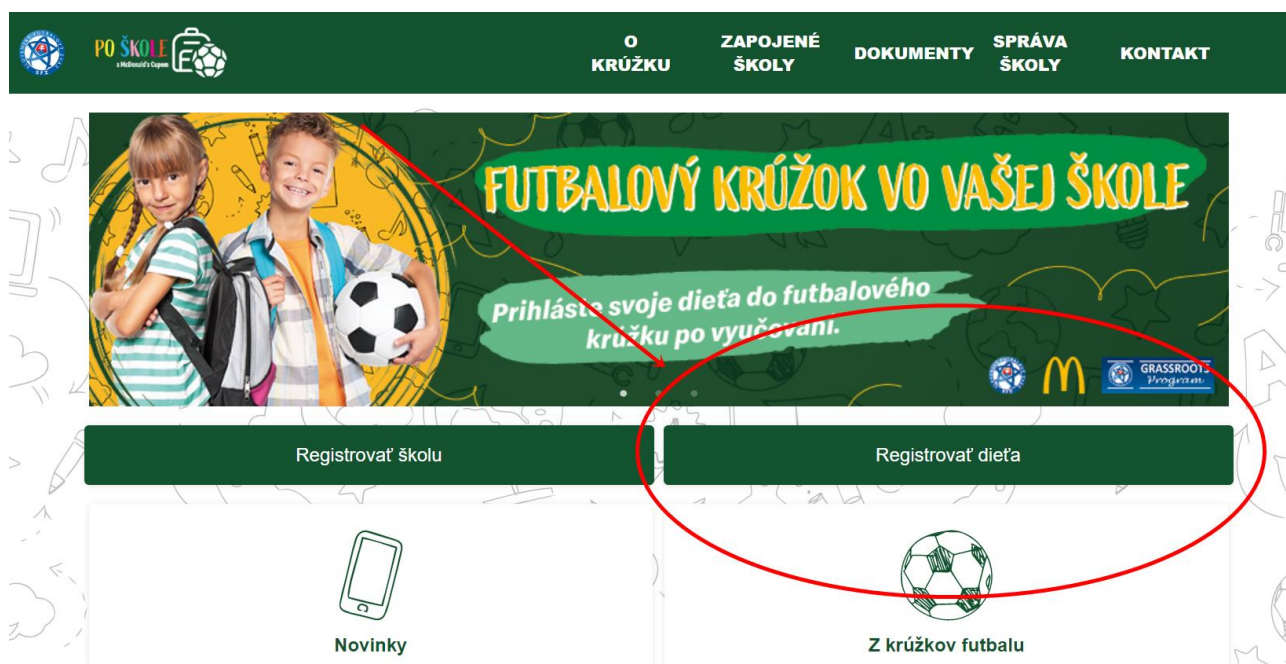 PO ŠKOLE
s McDonald's Cupom
O
KRÚŽKU
ZAPOJENÉ
ŠKOLY
DOKUMENTY
SPRÁVA
ŠKOLY
KONTAKT
FUTBALOVÝ KRÚŽOK VO VAŠEJ ŠKOLE
Prihláste svoje dieťa do futbalového
krúžku po vyučovaní.
GRASSROOTS
Program
Registrovať školu
Registrovať dieťa
Novinky
Z krúžkov futbalu